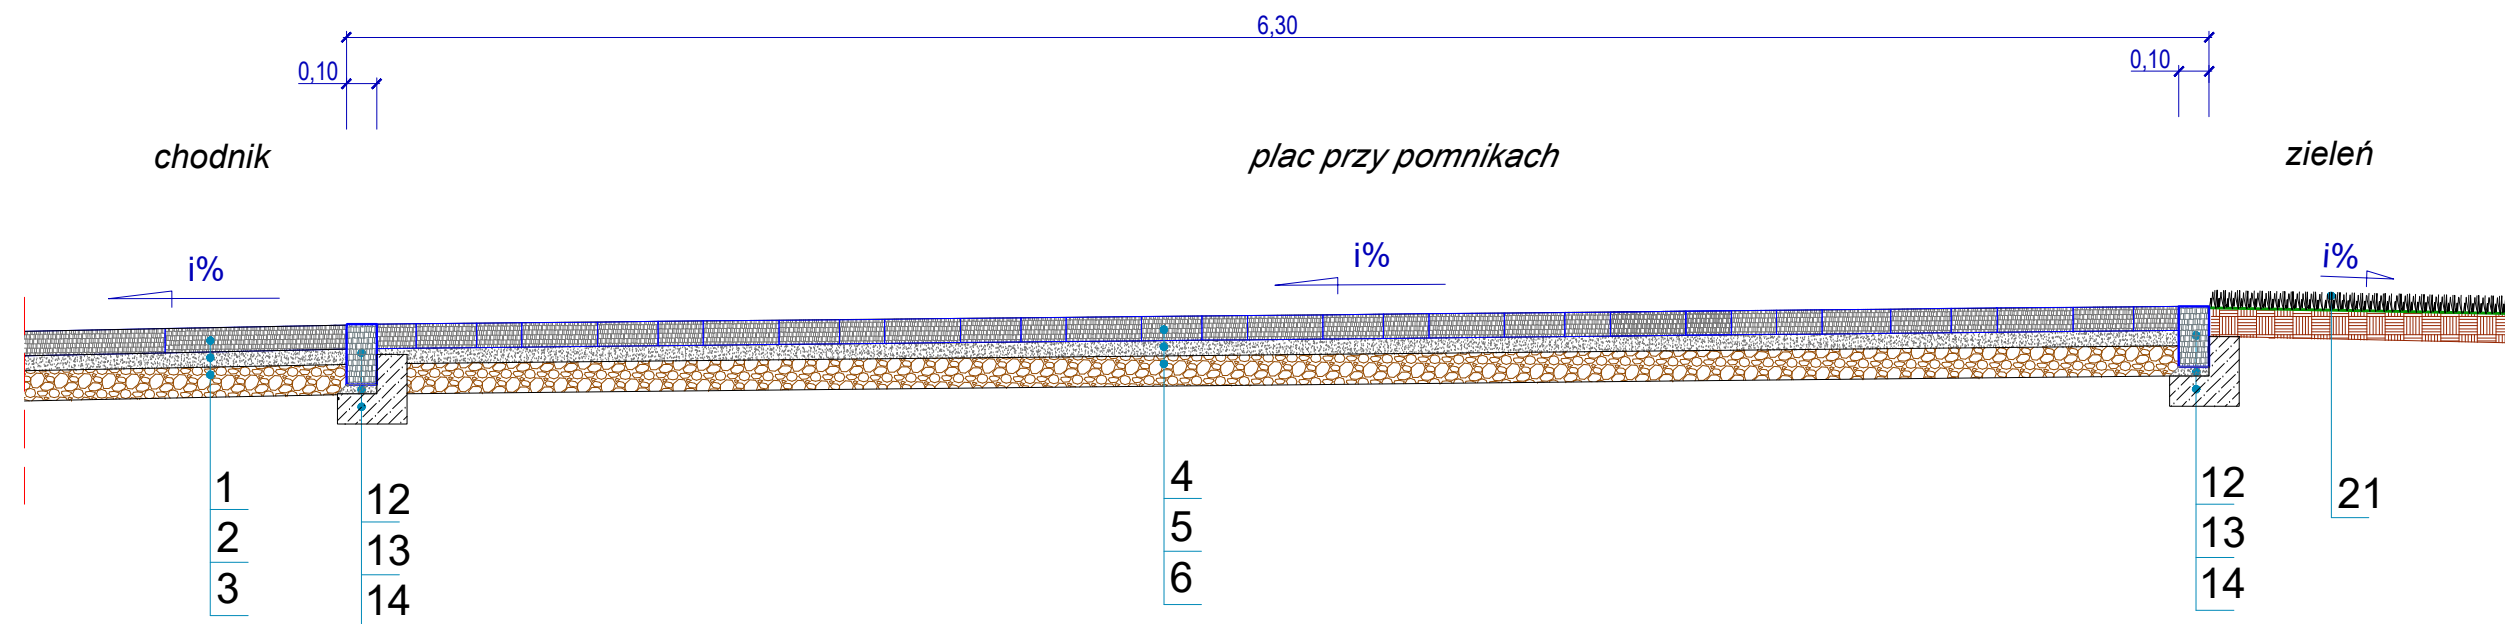 6,30
0,10
0,10
chodnik
plac przy pomnikach
zieleń
i%
i%
i%
1
2
3
12
13
14
4
5
6
12
13
14
21